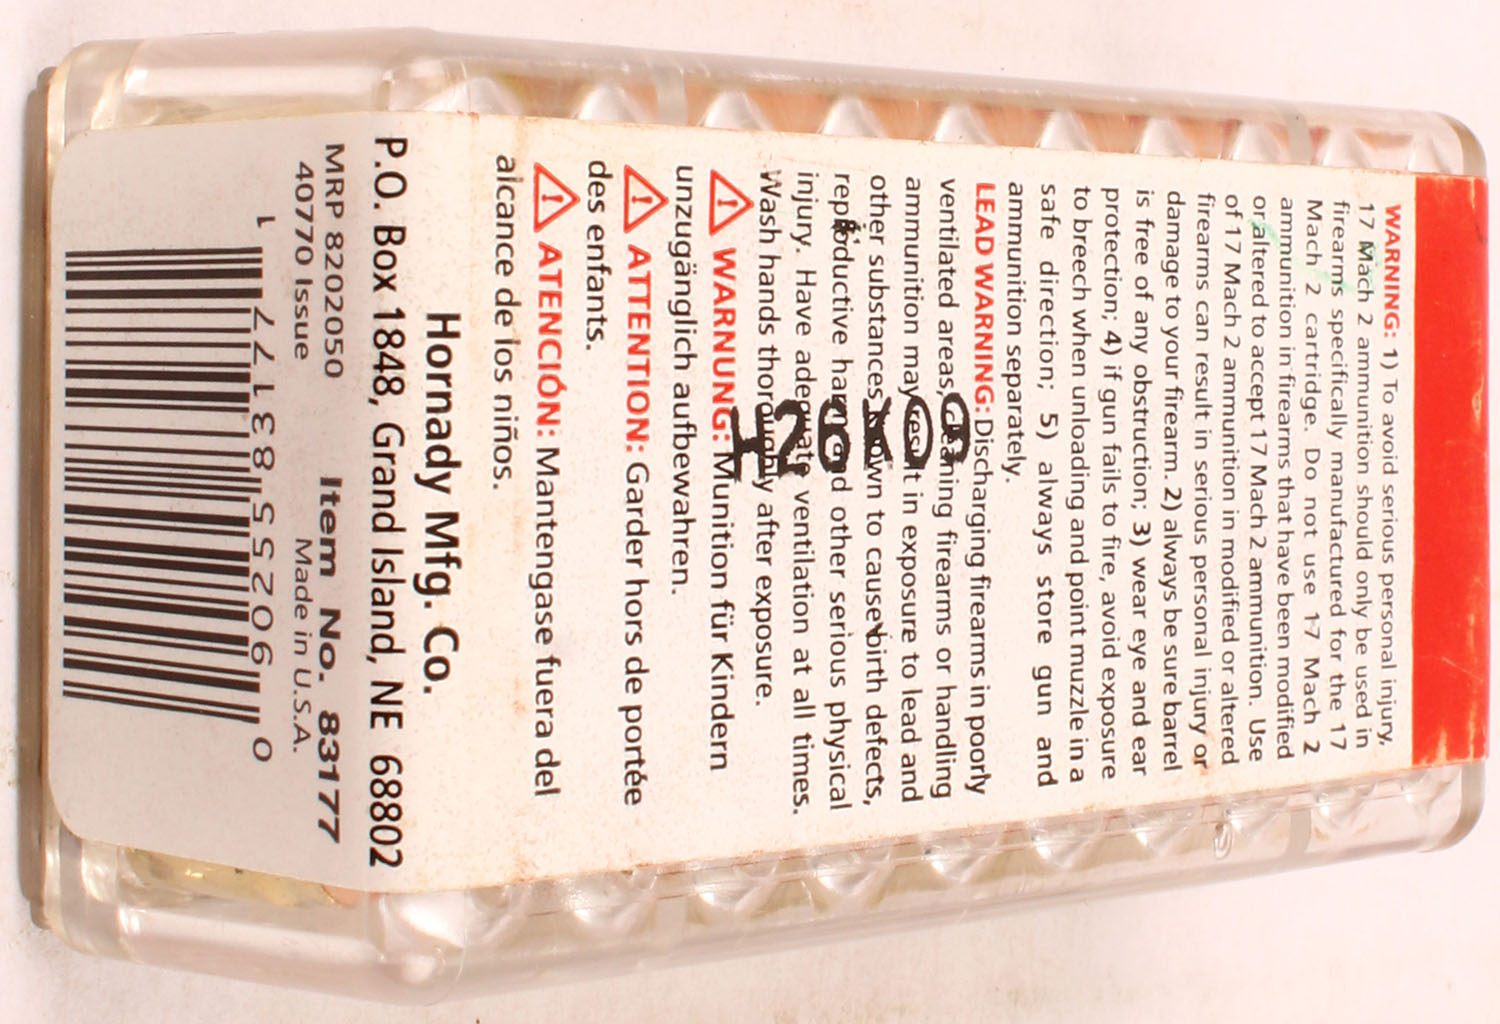 WARNING: 1) To avoid serious personal injury,
17 Mach 2 ammunition should only be used in
firearms specifically manufactured for the 17
Mach 2 cartridge. Do not use 17 Mach 2
ammunition in firearms that have been modified
or altered to accept 17 Mach 2 ammunition. Use
of 17 Mach 2 ammunition in modified or altered
firearms can result in serious personal injury or
damage to your firearm. 2) always be sure barrel
is free of any obstruction; 3) wear eye and ear
protection; 4) if gun fails to fire, avoid exposure
to breech when unloading and point muzzle in a
safe direction; 5) always store gun and
ammunition separately.
LEAD WARNING: Discharging firearms in poorly
ventilated areas, cleaning firearms or handling
ammunition may result in exposure to lead and
other substances known to cause birth defects,
reproductive harm and other serious physical
injury. Have adequate ventilation at all times.
Wash hands thoroughly after exposure.
WARNUNG: Munition für Kindern
unzugänglich aufbewahren.
ATTENTION: Garder hors de portée
des enfants.
ATENCIÓN: Mantengase fuera del
alcance de los niños.
Hornady Mfg. Co.
P.O. Box 1848, Grand Island, NE 68802
MRP 8202050 Item No. 83177
40770 Issue Made in U.S.A.
0 90255 83177 1